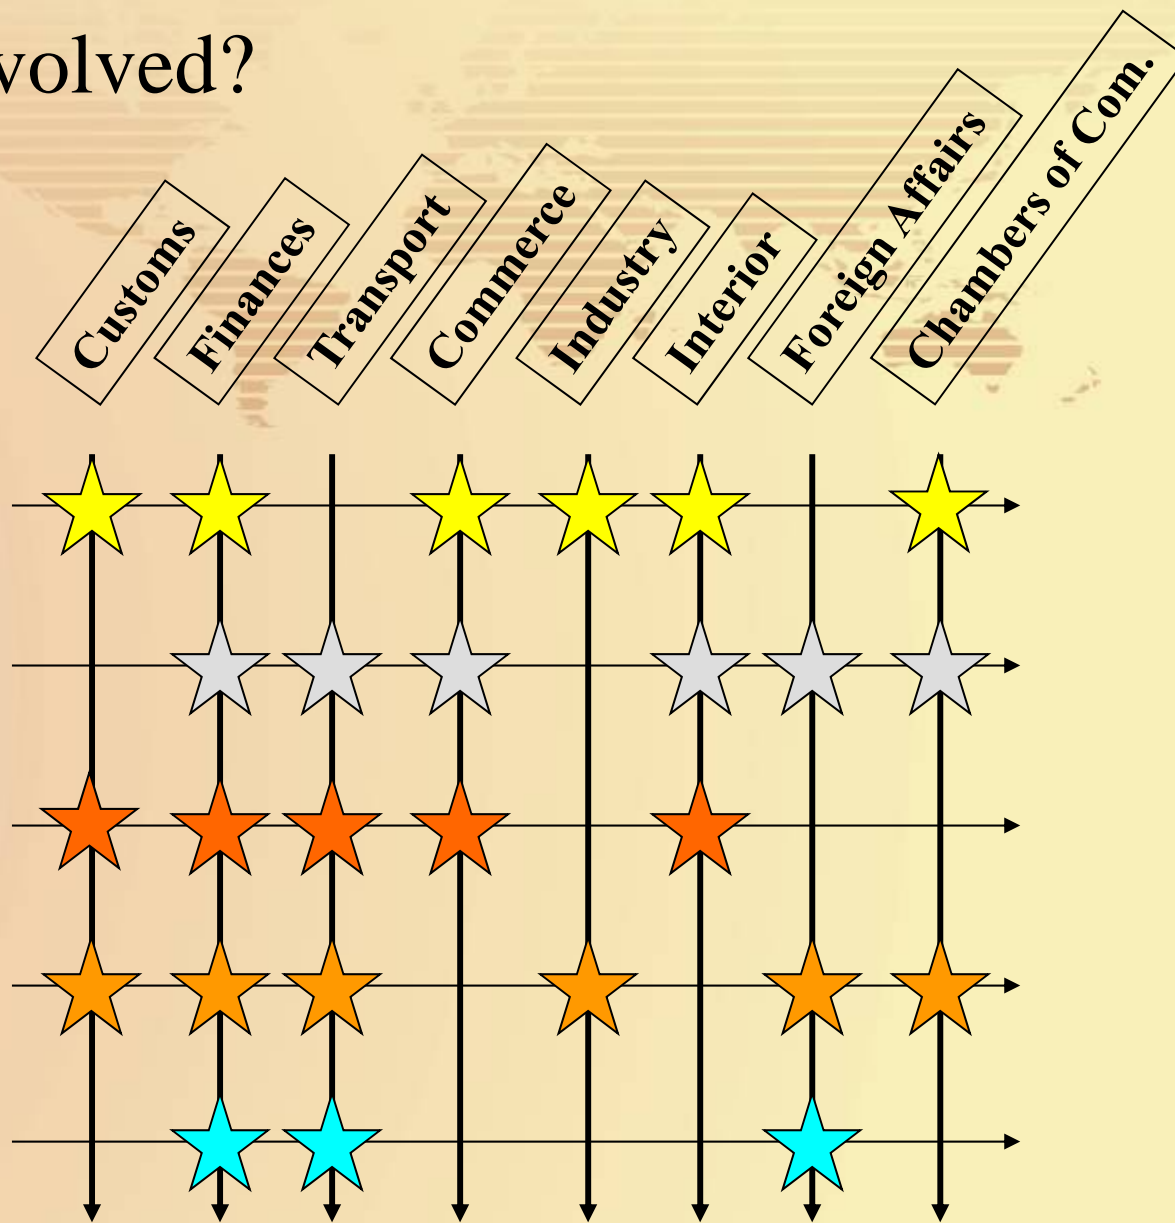 volved?
Customs
Finances
Transport
Commerce
Industry
Interior
Foreign Affairs
Chambers of Com.